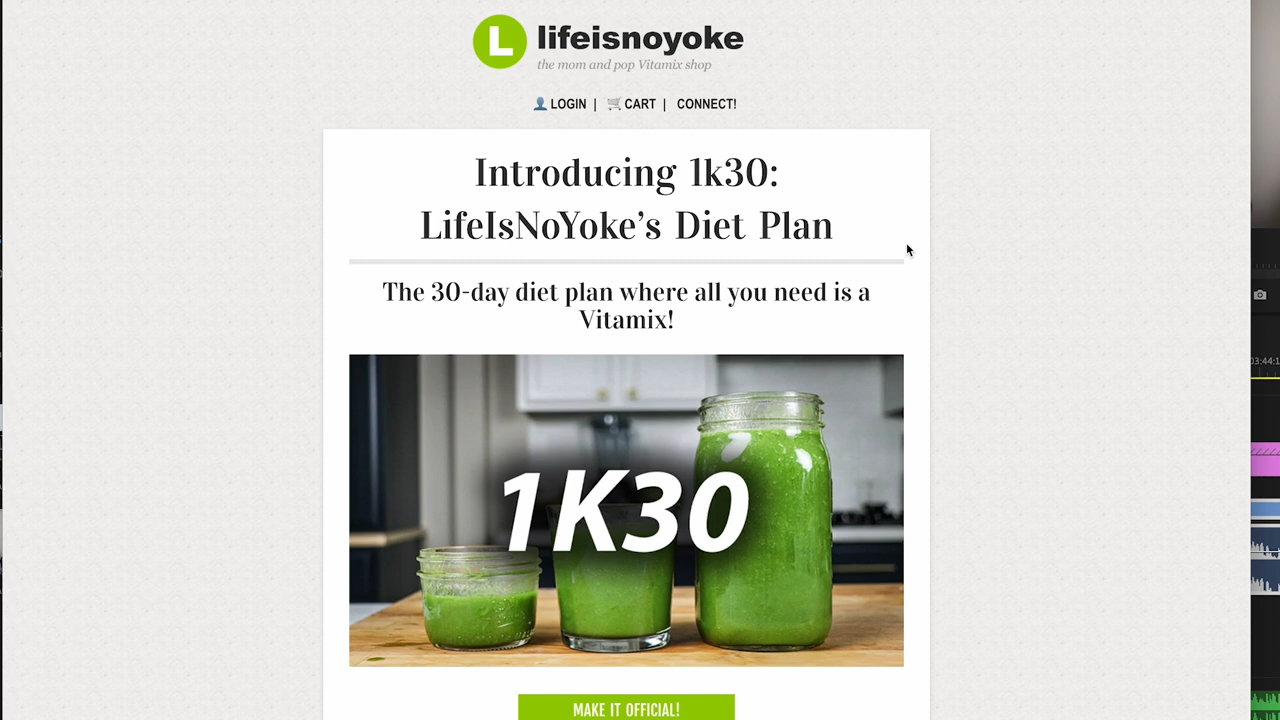 L lifeisnoyoke
the mom and pop Vitamix shop
LOGIN | CART | CONNECT!
Introducing 1k30:
LifeIsNoYoke’s Diet Plan
The 30-day diet plan where all you need is a
Vitamix!
1K30
MAKE IT OFFICIAL!